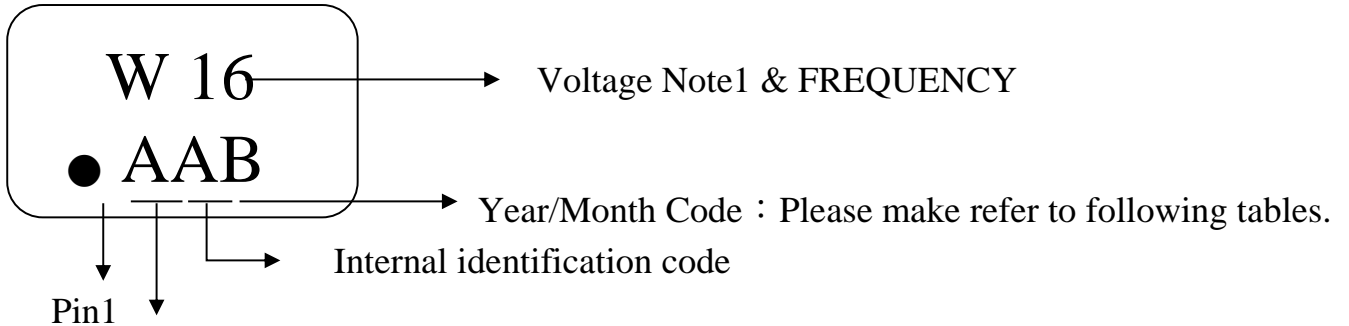 W 16
Voltage Note1 & FREQUENCY
AAB
Year/Month Code：Please make refer to following tables.
Internal identification code
Pin1